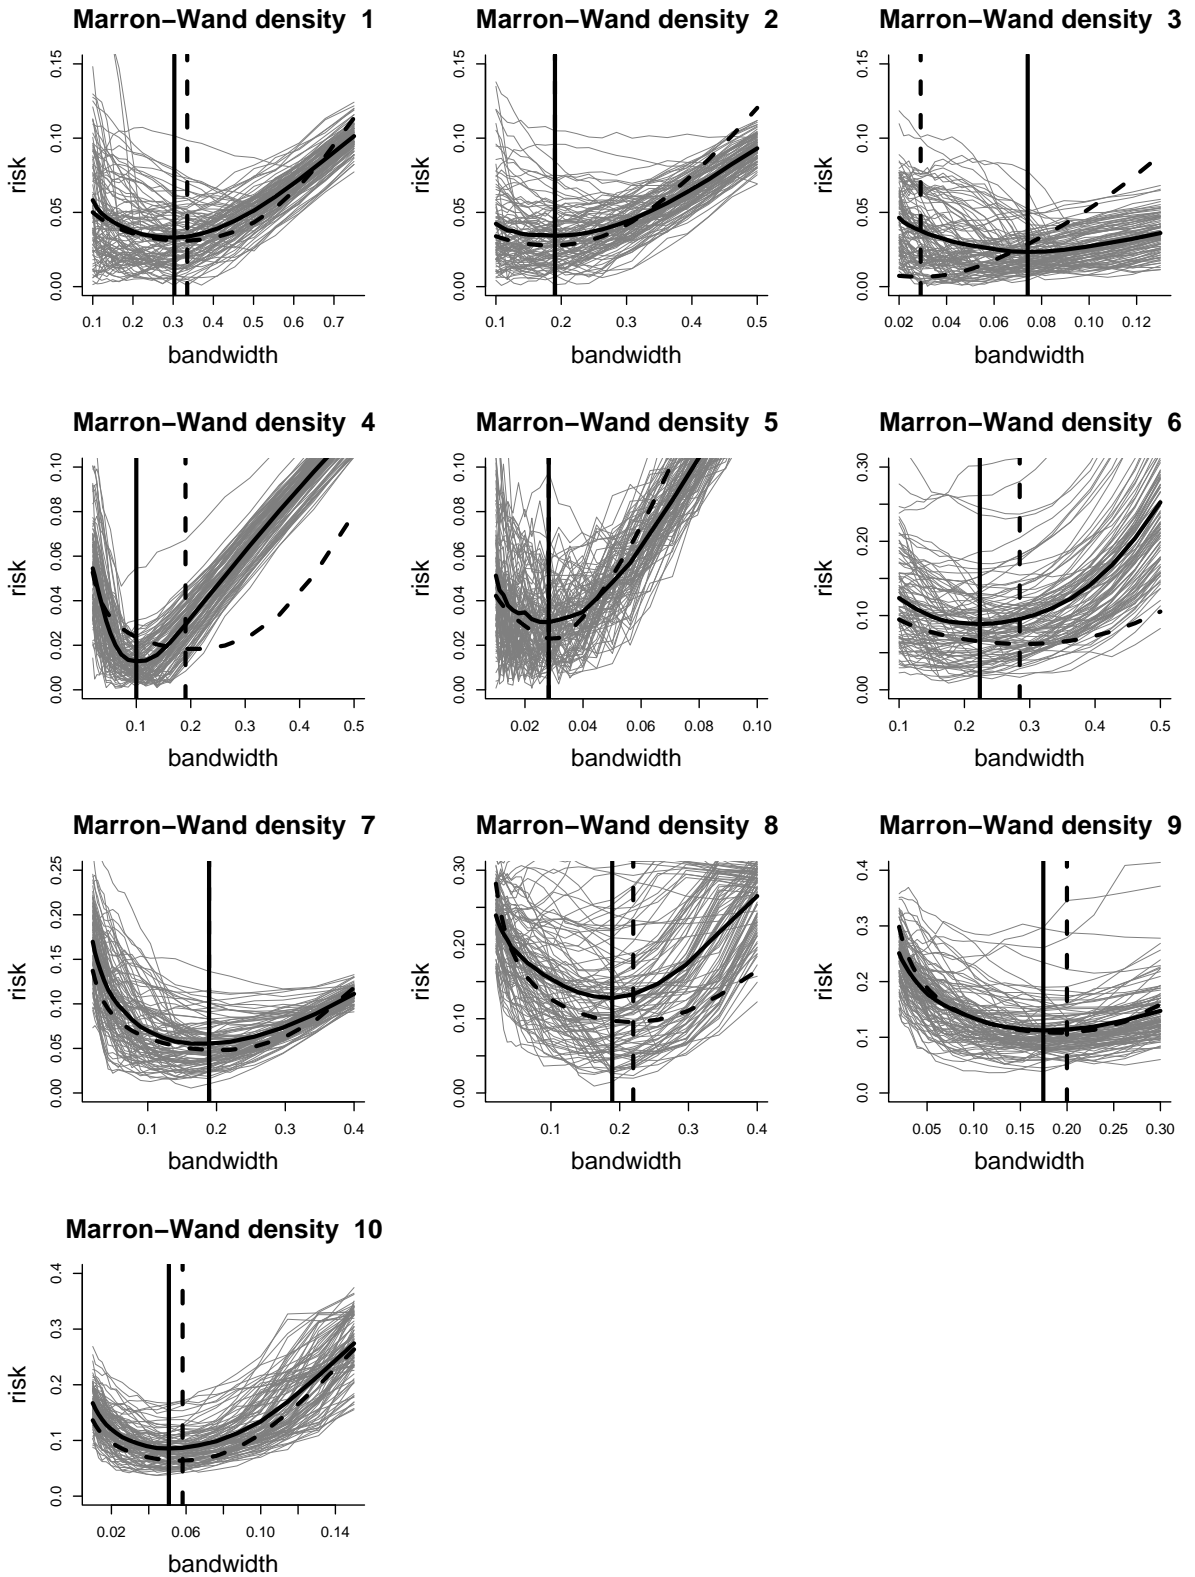 Marron–Wand density 1
risk
0.00 0.05 0.10 0.15
0.1 0.2 0.3 0.4 0.5 0.6 0.7
bandwidth
Marron–Wand density 2
risk
0.00 0.05 0.10 0.15
0.1 0.2 0.3 0.4 0.5
bandwidth
Marron–Wand density 3
risk
0.00 0.05 0.10 0.15
0.02 0.04 0.06 0.08 0.10 0.12
bandwidth
Marron–Wand density 4
risk
0.00 0.02 0.04 0.06 0.08 0.10
0.1 0.2 0.3 0.4 0.5
bandwidth
Marron–Wand density 5
risk
0.00 0.02 0.04 0.06 0.08 0.10
0.02 0.04 0.06 0.08 0.10
bandwidth
Marron–Wand density 6
risk
0.00 0.10 0.20 0.30
0.1 0.2 0.3 0.4 0.5
bandwidth
Marron–Wand density 7
risk
0.00 0.05 0.10 0.15 0.20 0.25
0.1 0.2 0.3 0.4
bandwidth
Marron–Wand density 8
risk
0.00 0.10 0.20 0.30
0.1 0.2 0.3 0.4
bandwidth
Marron–Wand density 9
risk
0.0 0.1 0.2 0.3 0.4
0.05 0.10 0.15 0.20 0.25 0.30
bandwidth
Marron–Wand density 10
risk
0.0 0.1 0.2 0.3 0.4
0.02 0.06 0.10 0.14
bandwidth